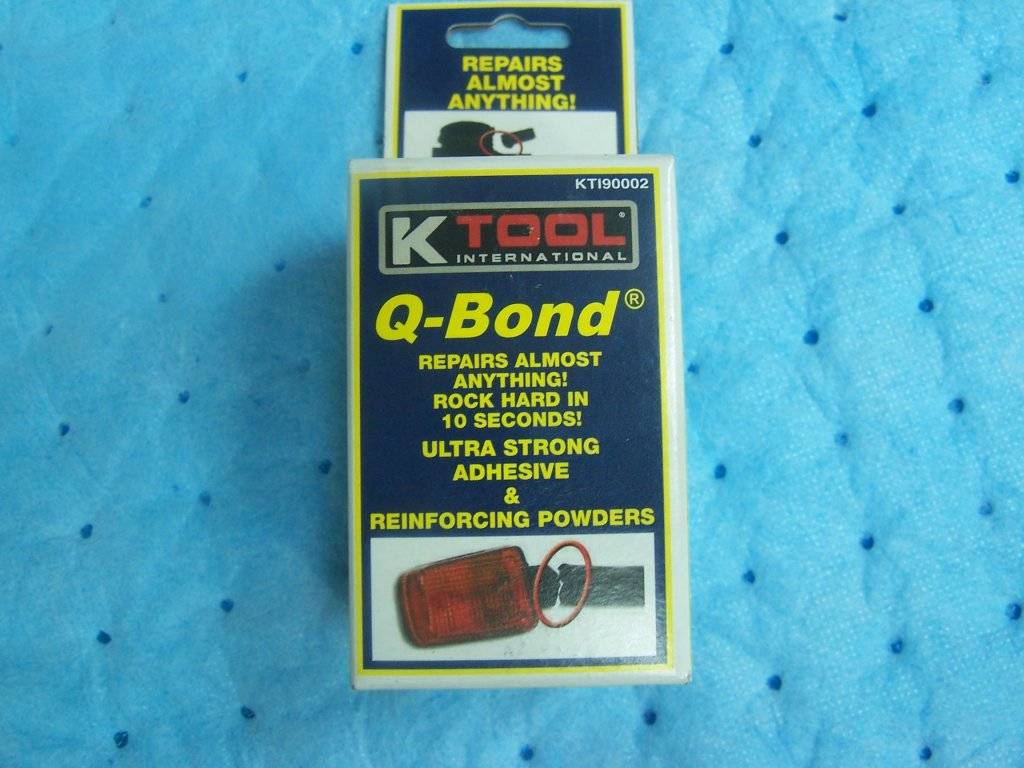 REPAIRS
ALMOST
ANYTHING!
KTI90002
K TOOL®
INTERNATIONAL
Q-Bond®
REPAIRS ALMOST
ANYTHING!
ROCK HARD IN
10 SECONDS!
ULTRA STRONG
ADHESIVE
&
REINFORCING POWDERS